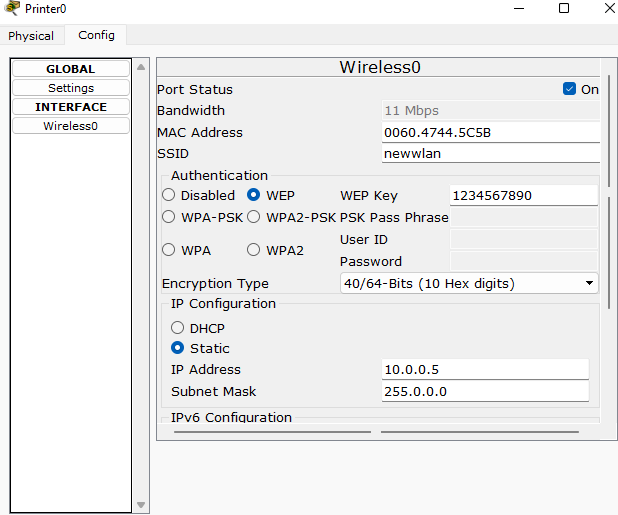 Printer0
Physical Config
GLOBAL
Settings
INTERFACE
Wireless0
Wireless0
Port Status On
Bandwidth 11 Mbps
MAC Address 0060.4744.5C5B
SSID newwlan
Authentication
Disabled WEP WEP Key 1234567890
WPA-PSK WPA2-PSK PSK Pass Phrase
User ID
WPA WPA2
Password
Encryption Type 40/64-Bits (10 Hex digits)
IP Configuration
DHCP
Static
IP Address 10.0.0.5
Subnet Mask 255.0.0.0
IPv6 Configuration